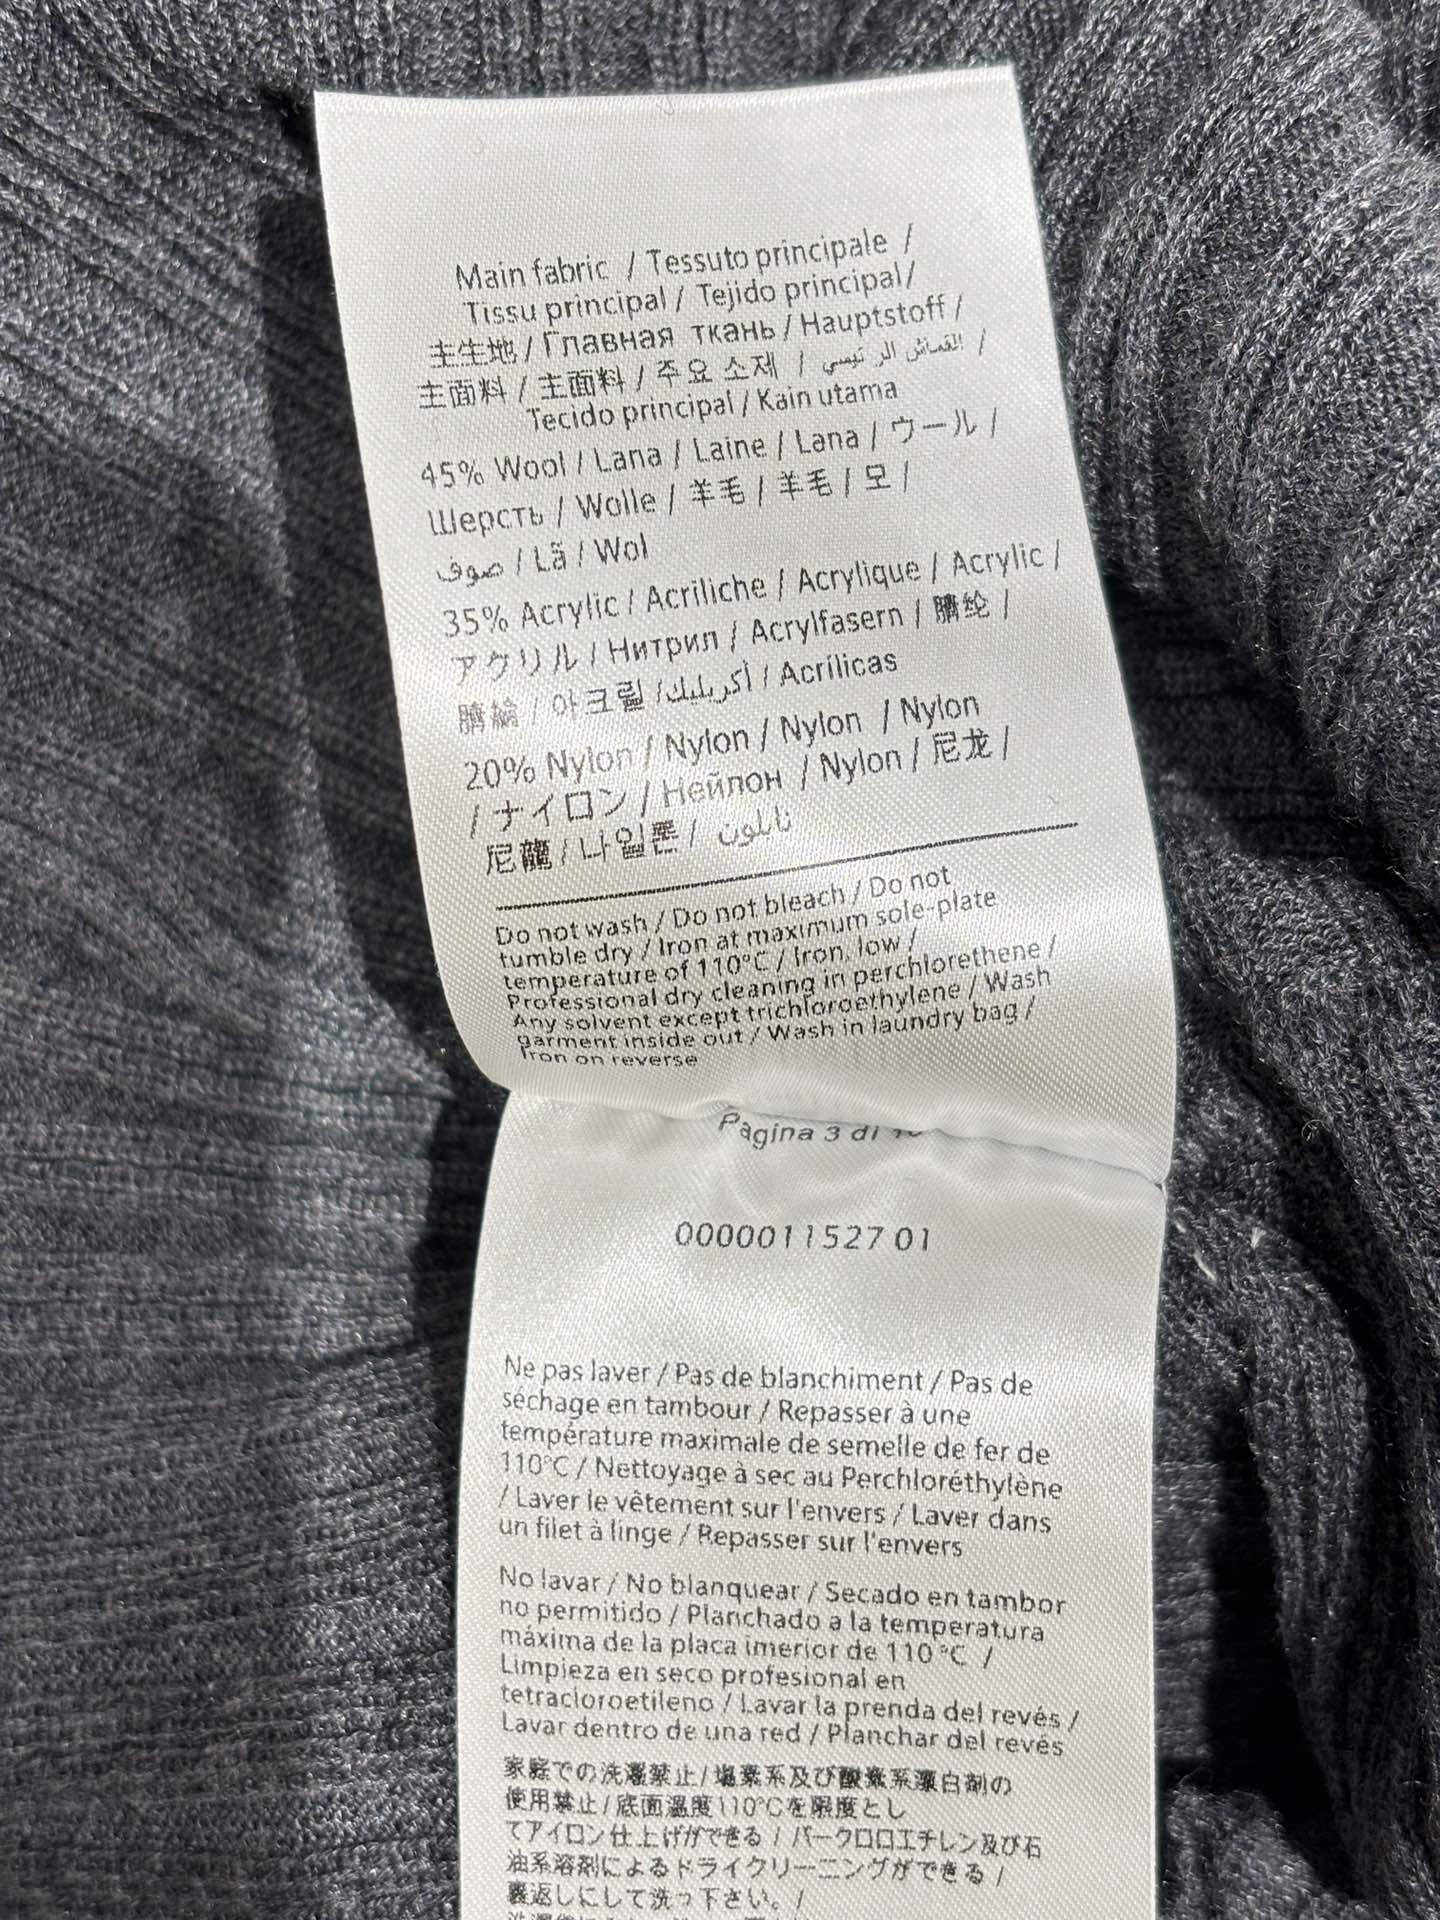 Main fabric / Tessuto principale /
Tissu principal / Tejido principal/
主生地 / Главная ткань / Hauptstoff /
主面料 / 主面料 / 주요 소재 / القماش الر ئيسي /
Tecido principal / Kain utama
45% Wool / Lana / Laine / Lana / ウール /
Шерсть / Wolle / 羊毛 / 羊毛 / 모 /
صوف / Lã / Wol
35% Acrylic / Acriliche / Acrylique / Acrylic /
アクリル / Нитрил / Acrylfasern / 腈纶 /
腈綸 / 아크릴 /أكريليك / Acrílicas
20% Nylon / Nylon / Nylon / Nylon
/ ナイロン / Нейлон / Nylon / 尼龙 /
尼龍 / 나일론 / نايلون
Do not wash / Do not bleach / Do not
tumble dry / Iron at maximum sole-plate
temperature of 110°C / Iron, low /
Professional dry cleaning in perchlorethene /
Any solvent except trichloroethylene / Wash
garment inside out / Wash in laundry bag /
Iron on reverse
Pagina 3 di
0000011527 01
Ne pas laver / Pas de blanchiment / Pas de
séchage en tambour / Repasser à une
température maximale de semelle de fer de
110°C / Nettoyage à sec au Perchloréthylène
/ Laver le vêtement sur l'envers / Laver dans
un filet à linge / Repasser sur l'envers
No lavar / No blanquear / Secado en tambor
no permitido / Planchado a la temperatura
máxima de la placa imerior de 110 °C /
Limpieza en seco profesional en
tetracloroetileno / Lavar la prenda del revés /
Lavar dentro de una red / Planchar del revés
家庭での洗濯禁止/塩素系及び酸素系漂白剤の
使用禁止/底面温度110°Cを限度とし
てアイロン仕上げができる / パークロロエチレン及び石
油系溶剤によるドライクリーニングができる /
裏返しにして洗って下さい。 /